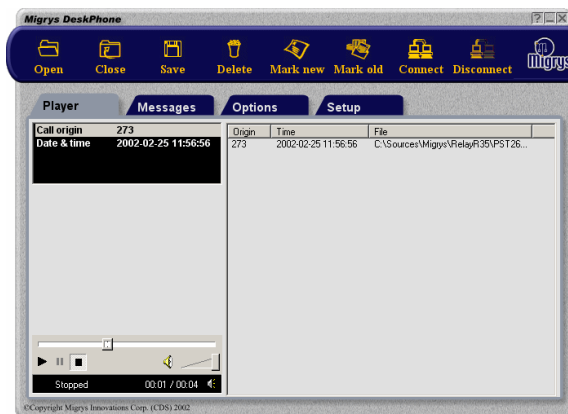 Migrys DeskPhone
Open Close Save Delete Mark new Mark old Connect Disconnect Migrys
Player Messages Options Setup
Call origin 273
Date & time 2002-02-25 11:56:56
Origin Time File
273 2002-02-25 11:56:56 C:\Sources\Migrys\RelayR35\PST26...
Stopped 00:01 / 00:04
©Copyright Migrys Innovations Corp. (CDS) 2002